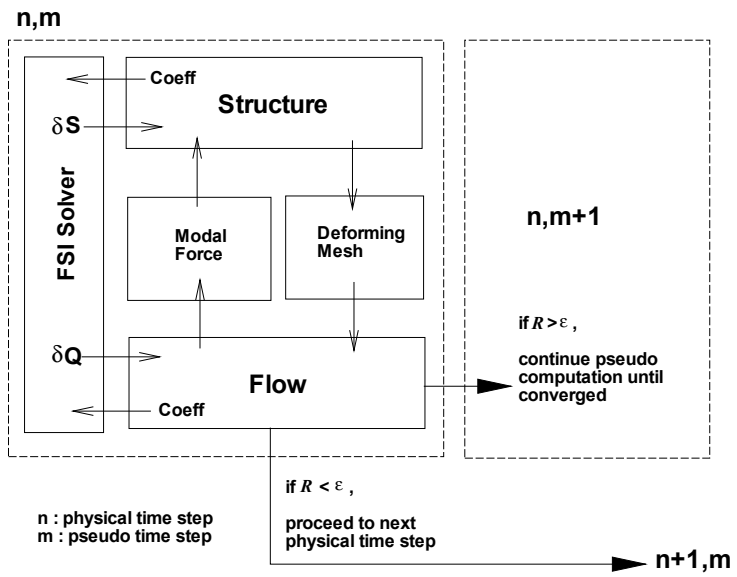 n,m
Coeff
Structure
δS
FSI Solver
Modal
Force
Deforming
Mesh
n,m+1
if R > ε ,
continue pseudo
computation until
converged
δQ
Flow
Coeff
if R < ε ,
proceed to next
physical time step
n : physical time step
m : pseudo time step
n+1,m